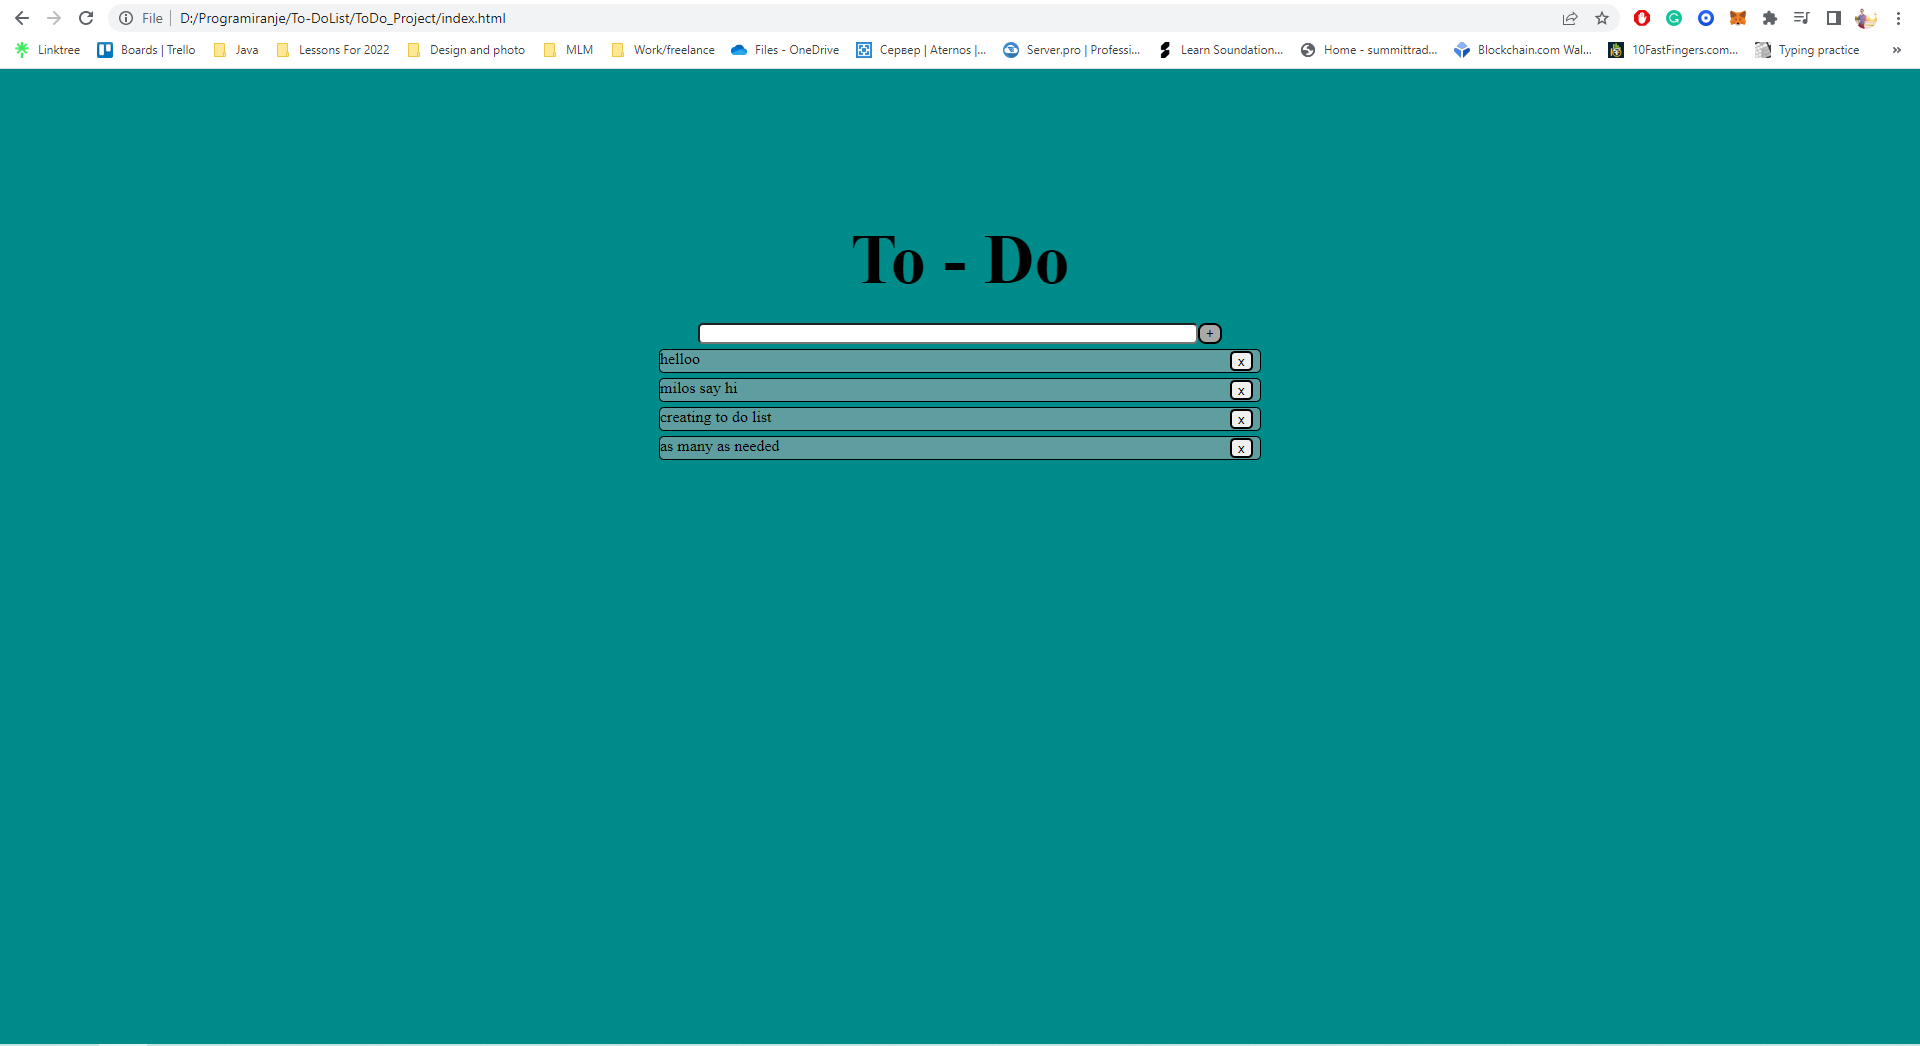 File D:/Programiranje/To-DoList/ToDo_Project/index.html
Linktree Boards | Trello Java Lessons For 2022 Design and photo MLM Work/freelance Files - OneDrive Сервер | Aternos |... Server.pro | Professi... Learn Soundation... Home - summittrad... Blockchain.com Wal... 10FastFingers.com... Typing practice »
To - Do
+
helloo x
milos say hi x
creating to do list x
as many as needed x